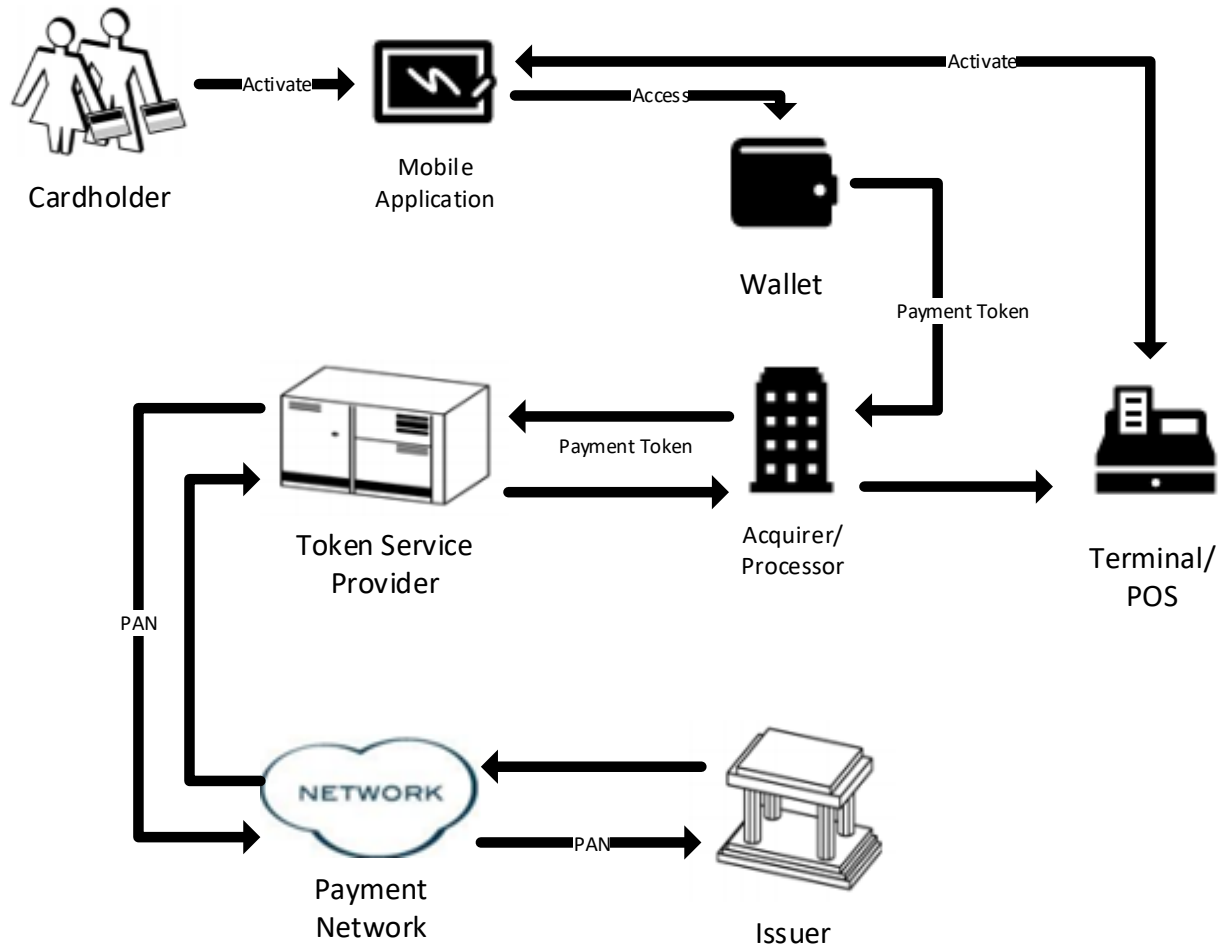 Activate
Activate
Access
Cardholder
Mobile
Application
Wallet
Payment Token
Payment Token
Token Service
Provider
Acquirer/
Processor
Terminal/
POS
PAN
NETWORK
PAN
Payment
Network
Issuer